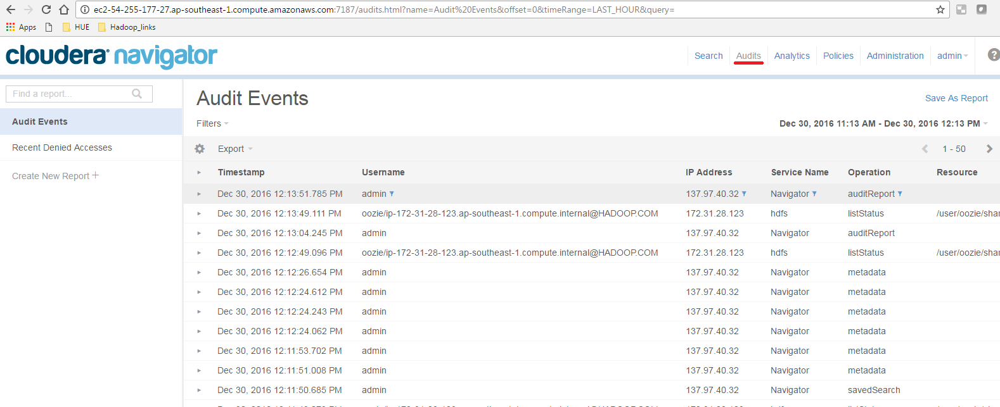 ec2-54-255-177-27.ap-southeast-1.compute.amazonaws.com:7187/audits.html?name=Audit%20Events&offset=0&timeRange=LAST_HOUR&query=
Apps HUE Hadoop_links
cloudera navigator
Search Audits Analytics Policies Administration admin ?
Find a report...
Audit Events
Recent Denied Accesses
Create New Report +
Audit Events
Save As Report
Filters
Dec 30, 2016 11:13 AM - Dec 30, 2016 12:13 PM
Export 1 - 50
Timestamp Username IP Address Service Name Operation Resource
Dec 30, 2016 12:13:51.785 PM admin 137.97.40.32 Navigator auditReport
Dec 30, 2016 12:13:49.111 PM oozie/ip-172-31-28-123.ap-southeast-1.compute.internal@HADOOP.COM 172.31.28.123 hdfs listStatus /user/oozie/shar
Dec 30, 2016 12:13:04.245 PM admin 137.97.40.32 Navigator auditReport
Dec 30, 2016 12:12:49.096 PM oozie/ip-172-31-28-123.ap-southeast-1.compute.internal@HADOOP.COM 172.31.28.123 hdfs listStatus /user/oozie/shar
Dec 30, 2016 12:12:26.654 PM admin 137.97.40.32 Navigator metadata
Dec 30, 2016 12:12:24.612 PM admin 137.97.40.32 Navigator metadata
Dec 30, 2016 12:12:24.243 PM admin 137.97.40.32 Navigator metadata
Dec 30, 2016 12:12:24.062 PM admin 137.97.40.32 Navigator metadata
Dec 30, 2016 12:11:53.702 PM admin 137.97.40.32 Navigator metadata
Dec 30, 2016 12:11:51.008 PM admin 137.97.40.32 Navigator metadata
Dec 30, 2016 12:11:50.685 PM admin 137.97.40.32 Navigator savedSearch